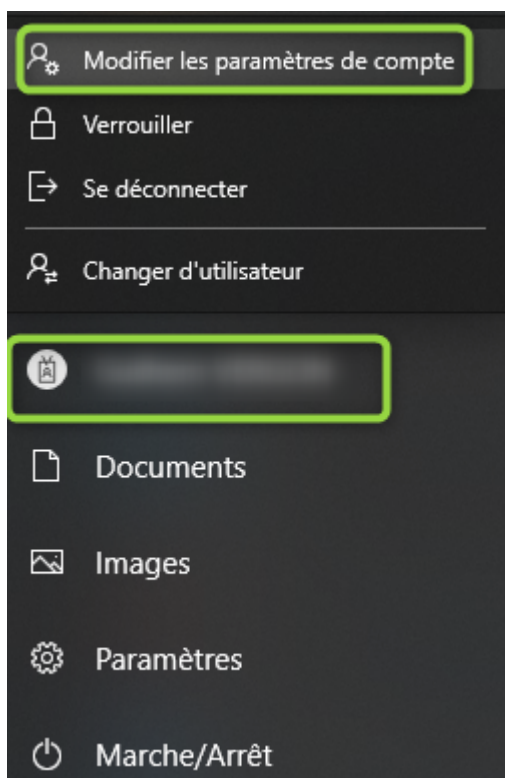 Modifier les paramètres de compte
Verrouiller
Se déconnecter
Changer d'utilisateur
Documents
Images
Paramètres
Marche/Arrêt